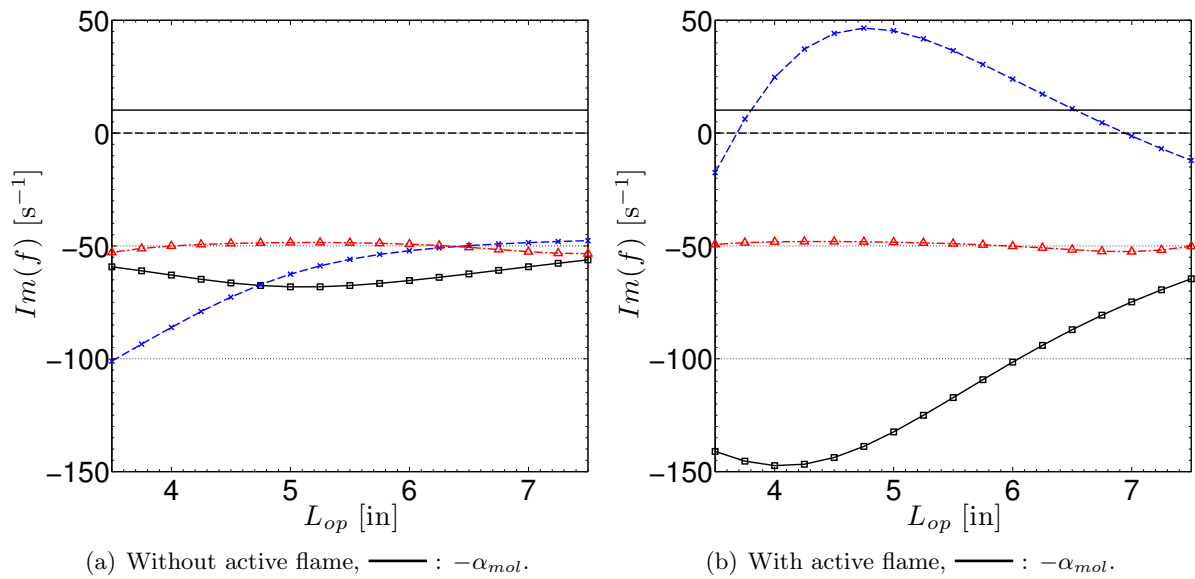 50
0
−50
−100
−150
Im(f) [s⁻¹]
4 5 6 7
L_op [in]
(a) Without active flame, —— : −α_mol.
50
0
−50
−100
−150
Im(f) [s⁻¹]
4 5 6 7
L_op [in]
(b) With active flame, —— : −α_mol.